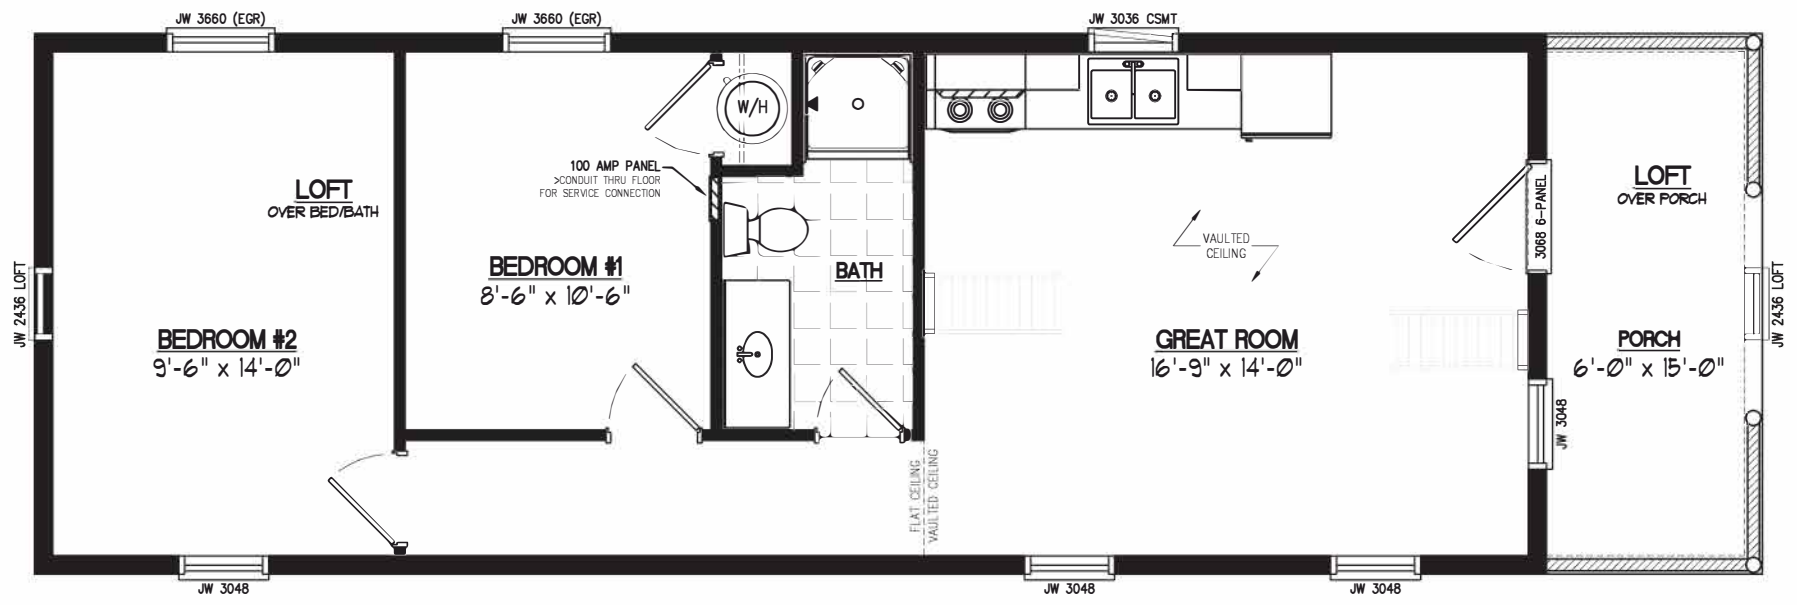 JW 3660 (EGR)
JW 3660 (EGR)
JW 3036 CSMT
W/H
100 AMP PANEL
>CONDUIT THRU FLOOR
FOR SERVICE CONNECTION
LOFT
OVER BED/BATH
LOFT
OVER PORCH
3068 6-PANEL
VAULTED
CEILING
BEDROOM #1
8'-6" x 10'-6"
BATH
JW 2436 LOFT
JW 2436 LOFT
BEDROOM #2
9'-6" x 14'-0"
GREAT ROOM
16'-9" x 14'-0"
PORCH
6'-0" x 15'-0"
JW 3048
FLAT CEILING
VAULTED CEILING
JW 3048
JW 3048
JW 3048